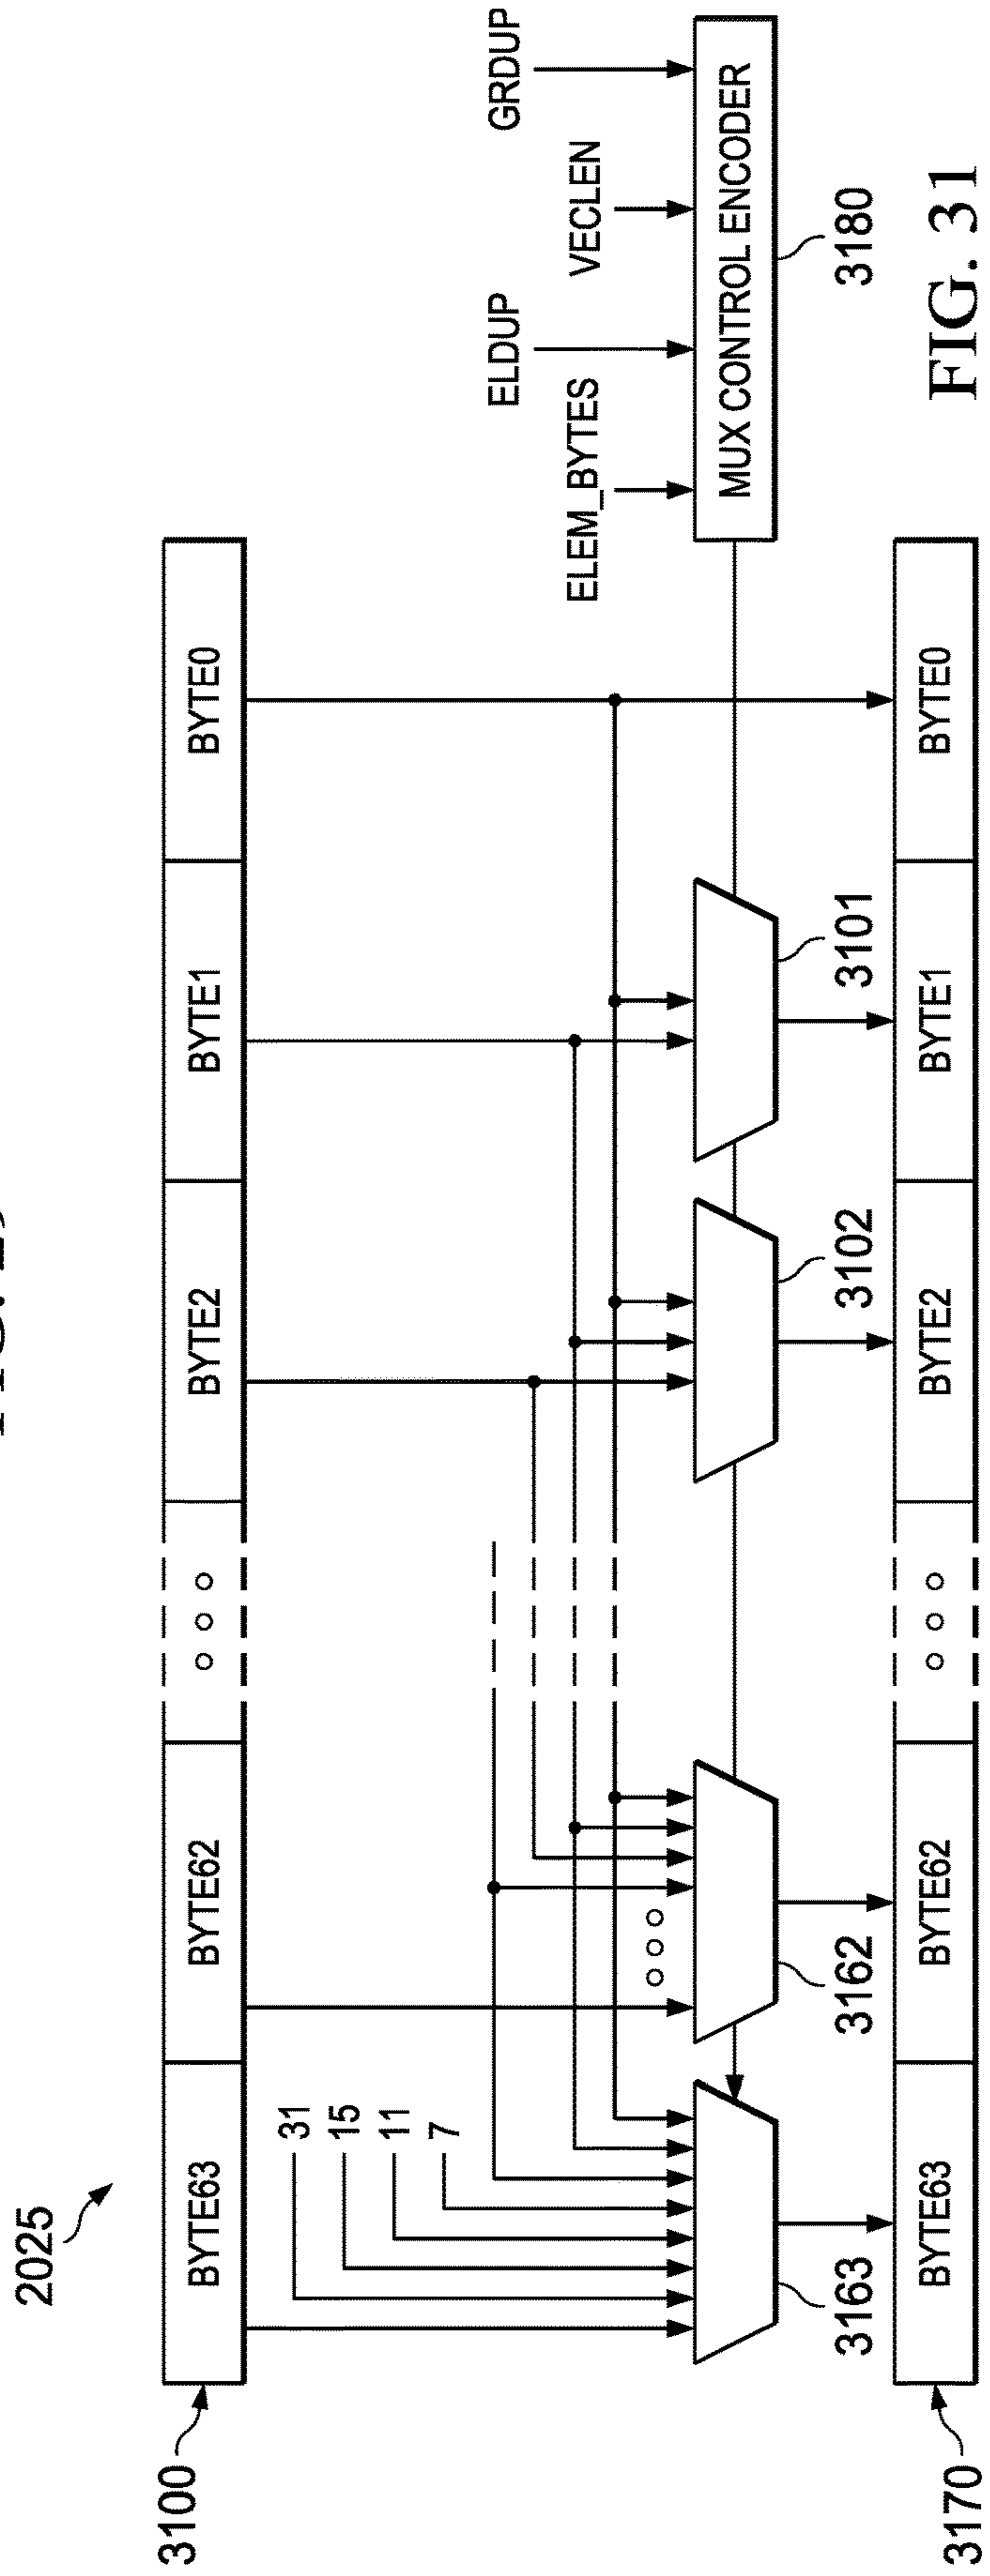 2025
3100
BYTE63 BYTE62 BYTE2 BYTE1 BYTE0
31
15
11
7
ELDUP GRDUP
ELEM_BYTES VECLEN
MUX CONTROL ENCODER
3163 3162 3102 3101 3180
BYTE63 BYTE62 BYTE2 BYTE1 BYTE0
3170
FIG. 31